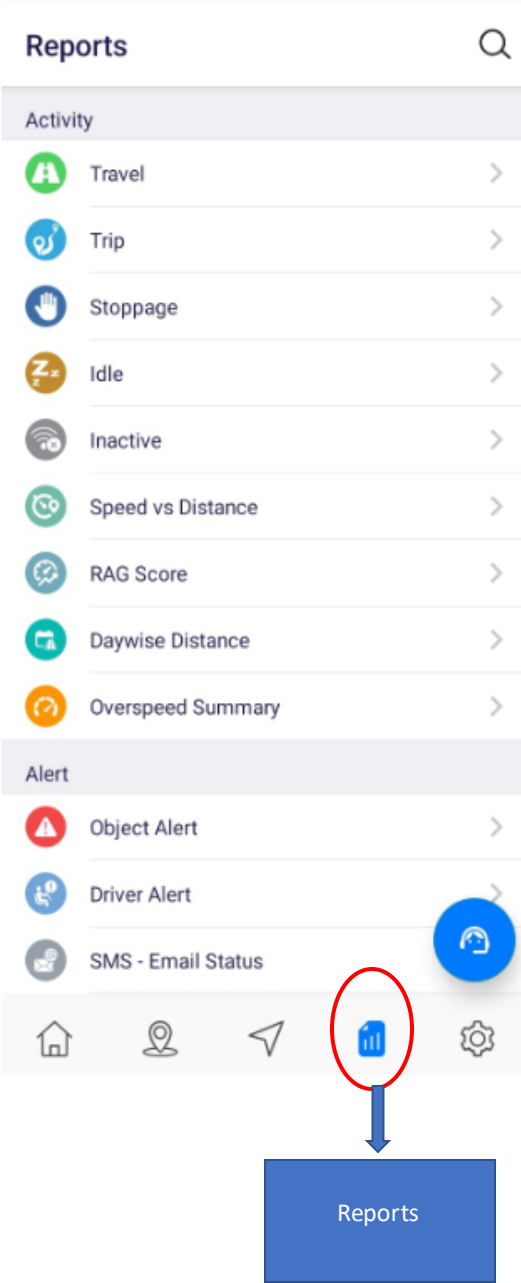 Reports
Activity
Travel
Trip
Stoppage
Idle
Inactive
Speed vs Distance
RAG Score
Daywise Distance
Overspeed Summary
Alert
Object Alert
Driver Alert
SMS - Email Status
Reports